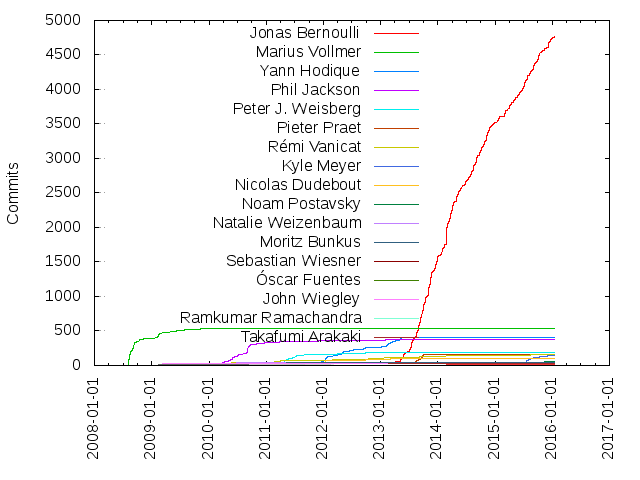 5000
4500
4000
3500
3000
2500
2000
1500
1000
500
0
Commits
Jonas Bernoulli
Marius Vollmer
Yann Hodique
Phil Jackson
Peter J. Weisberg
Pieter Praet
Rémi Vanicat
Kyle Meyer
Nicolas Dudebout
Noam Postavsky
Natalie Weizenbaum
Moritz Bunkus
Sebastian Wiesner
Óscar Fuentes
John Wiegley
Ramkumar Ramachandra
Takafumi Arakaki
2008-01-01
2009-01-01
2010-01-01
2011-01-01
2012-01-01
2013-01-01
2014-01-01
2015-01-01
2016-01-01
2017-01-01